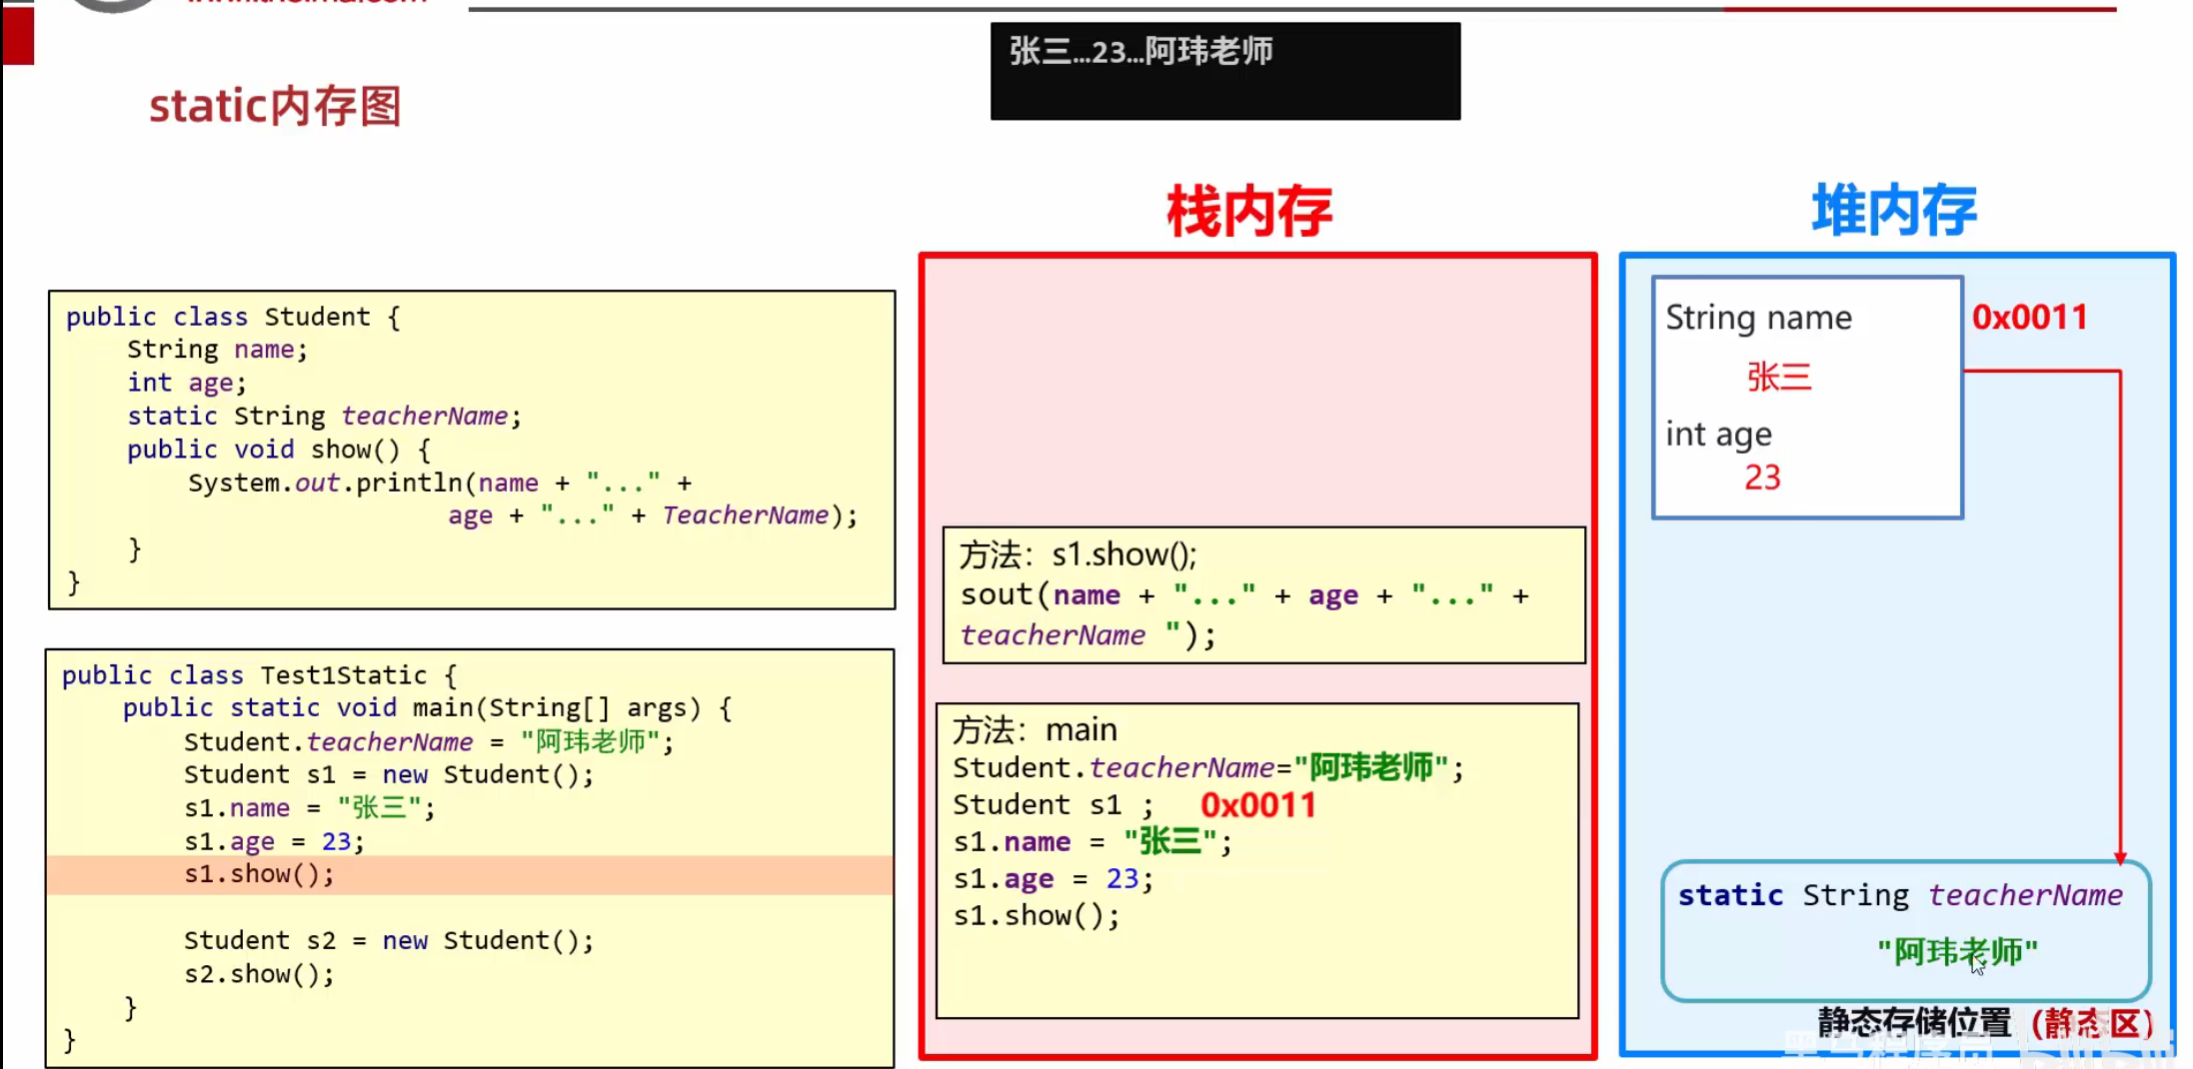 张三...23...阿玮老师
static内存图
栈内存
堆内存
public class Student {
String name;
int age;
static String teacherName;
public void show() {
System.out.println(name + "..." +
age + "..." + TeacherName);
}
}
public class Test1Static {
public static void main(String[] args) {
Student.teacherName = "阿玮老师";
Student s1 = new Student();
s1.name = "张三";
s1.age = 23;
s1.show();
Student s2 = new Student();
s2.show();
}
}
方法：s1.show();
sout(name + "..." + age + "..." +
teacherName ");
方法：main
Student.teacherName="阿玮老师";
Student s1 ; 0x0011
s1.name = "张三";
s1.age = 23;
s1.show();
String name 0x0011
张三
int age
23
static String teacherName
"阿玮老师"
静态存储位置（静态区）